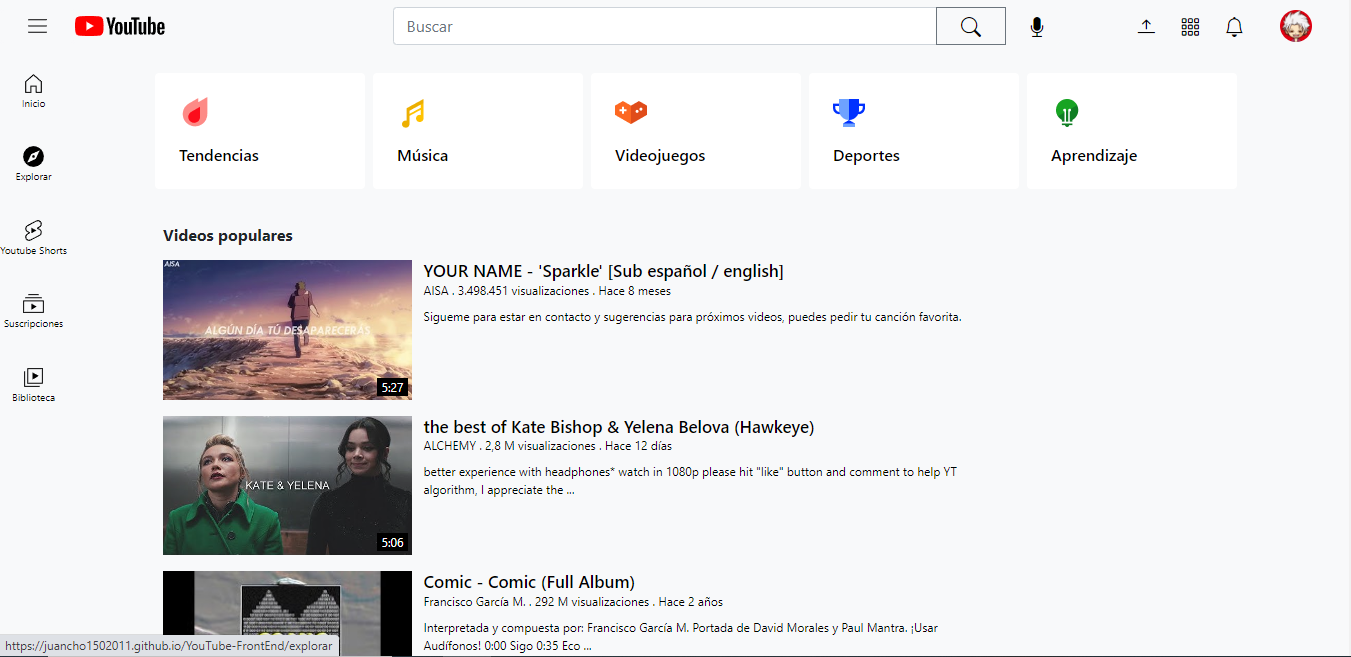 YouTube
Buscar
Inicio
Explorar
Youtube Shorts
Suscripciones
Biblioteca
Tendencias
Música
Videojuegos
Deportes
Aprendizaje
Videos populares
AISA
ALGÚN DÍA TÚ DESAPARECERÁS
5:27
YOUR NAME - 'Sparkle' [Sub español / english]
AISA . 3.498.451 visualizaciones . Hace 8 meses
Sigueme para estar en contacto y sugerencias para próximos videos, puedes pedir tu canción favorita.
KATE & YELENA
5:06
the best of Kate Bishop & Yelena Belova (Hawkeye)
ALCHEMY . 2,8 M visualizaciones . Hace 12 días
better experience with headphones* watch in 1080p please hit "like" button and comment to help YT
algorithm, I appreciate the ...
Comic - Comic (Full Album)
Francisco García M. . 292 M visualizaciones . Hace 2 años
Interpretada y compuesta por: Francisco García M. Portada de David Morales y Paul Mantra. ¡Usar
Audífonos! 0:00 Sigo 0:35 Eco ...
https://juancho1502011.github.io/YouTube-FrontEnd/explorar